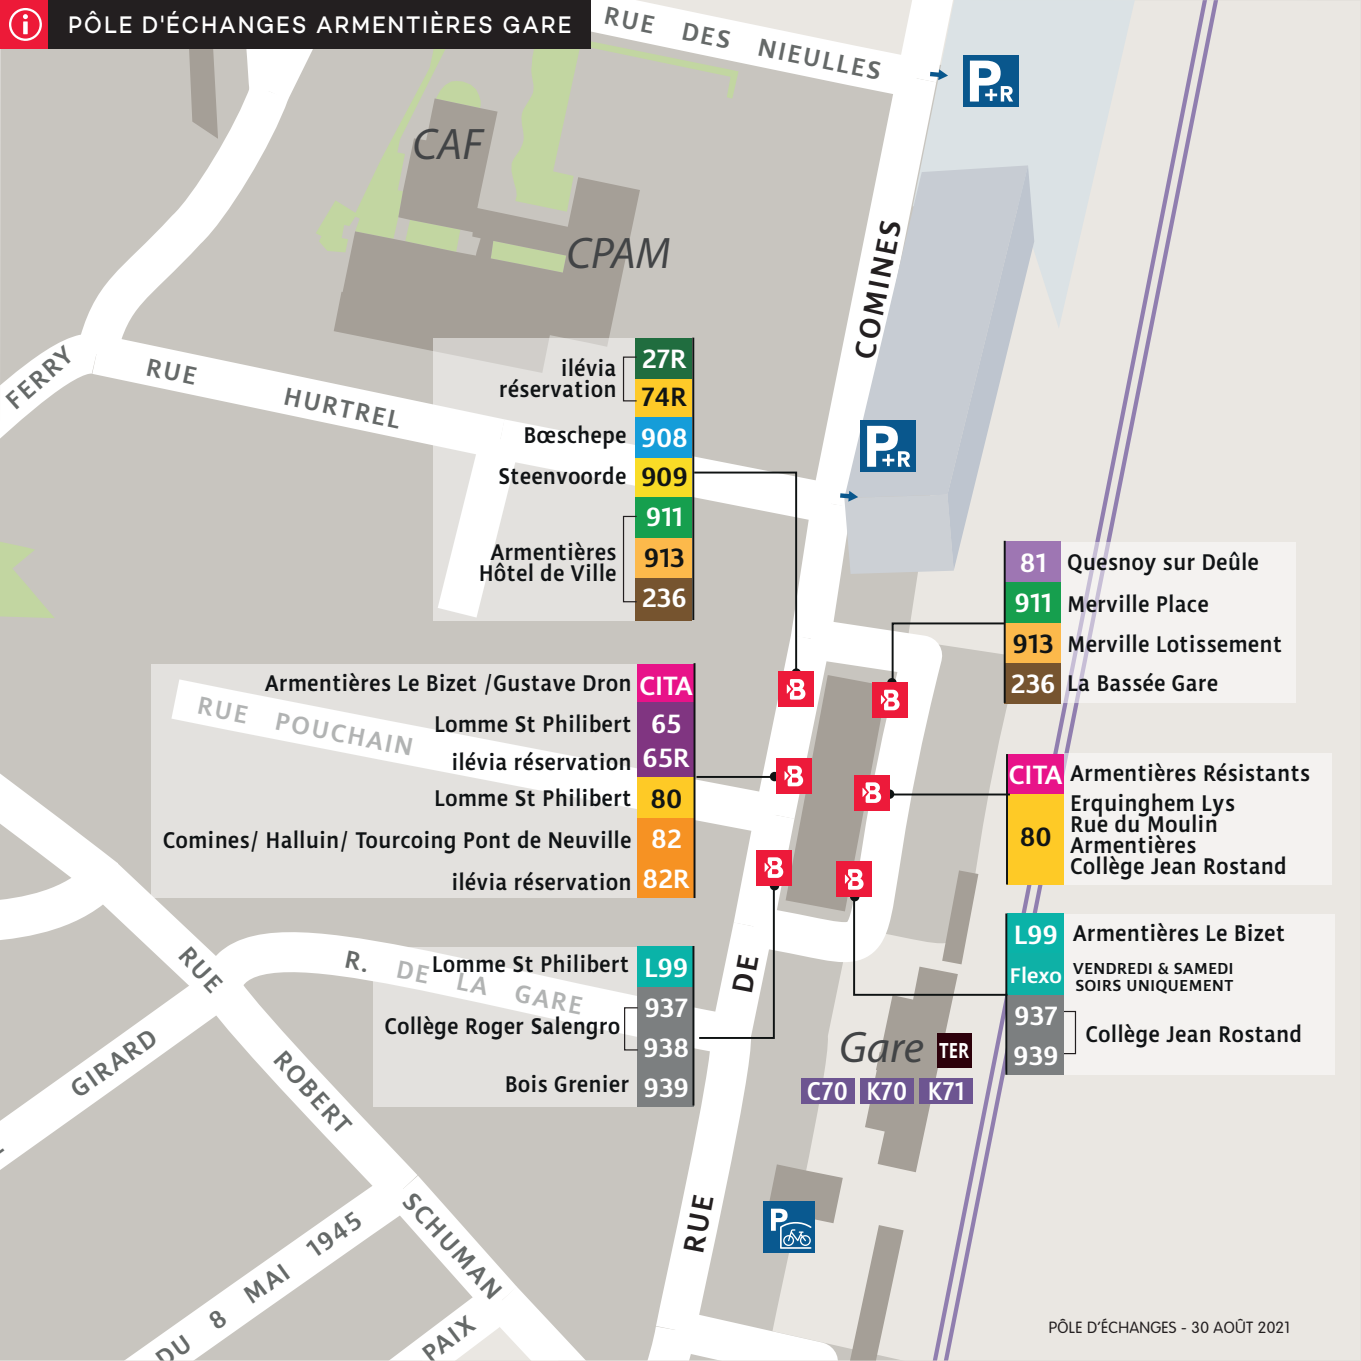 PÔLE D'ÉCHANGES ARMENTIÈRES GARE
RUE DES NIEULLES
P+R
CAF
CPAM
COMINES
FERRY
RUE HURTREL
ilévia
réservation
27R
74R
Bœschepe 908
Steenvoorde 909
911
Armentières
Hôtel de Ville
913
236
P+R
81 Quesnoy sur Deûle
911 Merville Place
913 Merville Lotissement
236 La Bassée Gare
Armentières Le Bizet /Gustave Dron CITA
RUE POUCHAIN
Lomme St Philibert 65
ilévia réservation 65R
Lomme St Philibert 80
Comines/ Halluin/ Tourcoing Pont de Neuville 82
ilévia réservation 82R
B
B
B
B
B
B
CITA Armentières Résistants
80
Erquinghem Lys
Rue du Moulin
Armentières
Collège Jean Rostand
L99 Armentières Le Bizet
Flexo
VENDREDI & SAMEDI
SOIRS UNIQUEMENT
937
939
Collège Jean Rostand
R. DE LA GARE
Lomme St Philibert L99
937
Collège Roger Salengro
938
Bois Grenier 939
DE
Gare TER
C70 K70 K71
RUE
GIRARD
ROBERT
SCHUMAN
DU 8 MAI 1945
PAIX
RUE
P
PÔLE D'ÉCHANGES - 30 AOÛT 2021